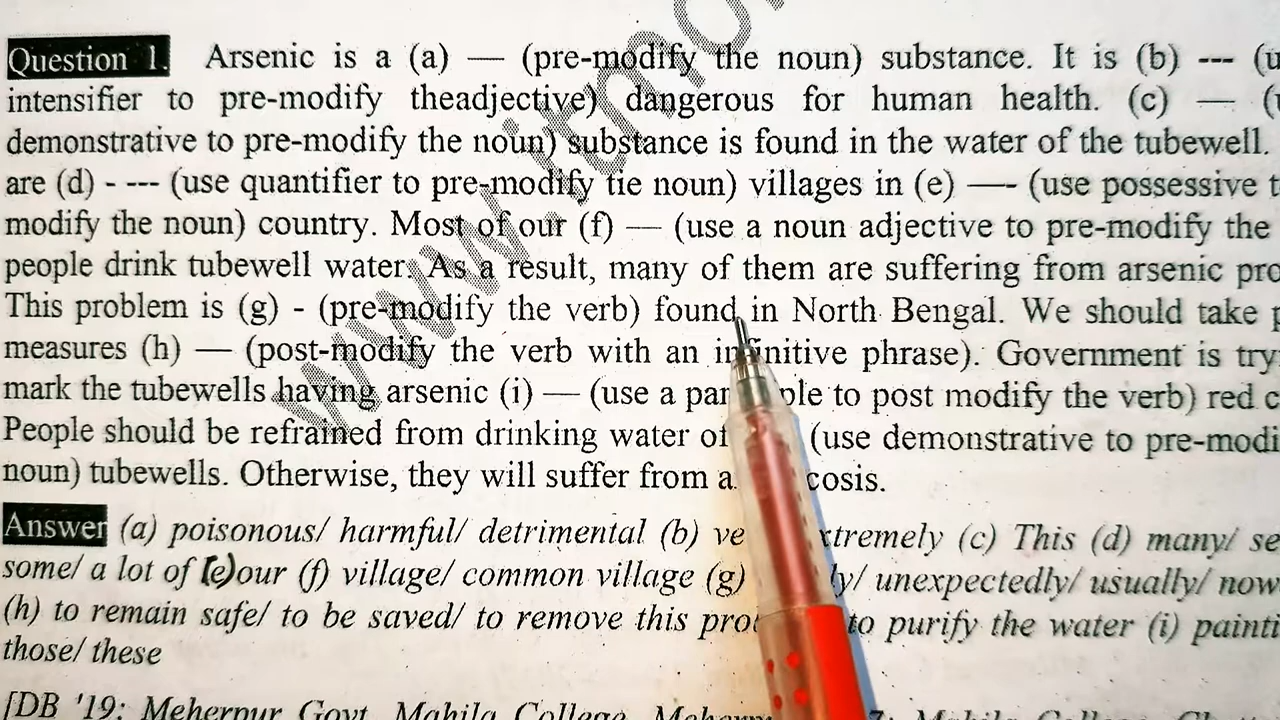 Question 1. Arsenic is a (a) — (pre-modify the noun) substance. It is (b) --- (u
intensifier to pre-modify theadjective) dangerous for human health. (c) — (
demonstrative to pre-modify the noun) substance is found in the water of the tubewell.
are (d) - --- (use quantifier to pre-modify tie noun) villages in (e) —- (use possessive t
modify the noun) country. Most of our (f) — (use a noun adjective to pre-modify the
people drink tubewell water. As a result, many of them are suffering from arsenic pro
This problem is (g) - (pre-modify the verb) found in North Bengal. We should take p
measures (h) — (post-modify the verb with an infinitive phrase). Government is try
mark the tubewells having arsenic (i) — (use a par ple to post modify the verb) red c
People should be refrained from drinking water of (use demonstrative to pre-modi
noun) tubewells. Otherwise, they will suffer from a cosis.
Answer (a) poisonous/ harmful/ detrimental (b) ve xtremely (c) This (d) many/ se
some/ a lot of (e) our (f) village/ common village (g) y/ unexpectedly/ usually/ now
(h) to remain safe/ to be saved/ to remove this pro to purify the water (i) painti
those/ these
[DB '19; Meherpur Govt. Mahila College, Meher